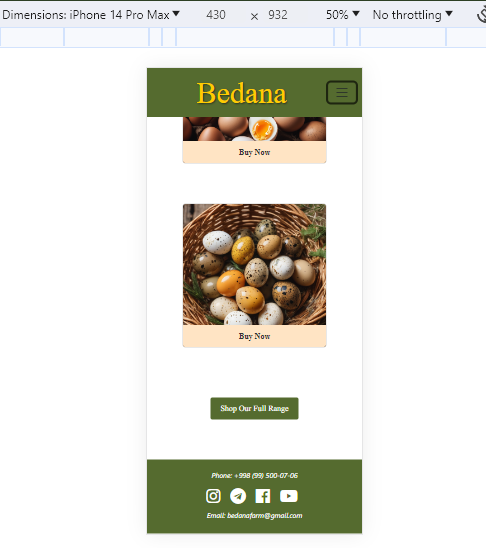 Dimensions: iPhone 14 Pro Max 430 × 932 50% No throttling
Bedana
Buy Now
Buy Now
Shop Our Full Range
Phone: +998 (99) 500-07-06
Email: bedanafarm@gmail.com